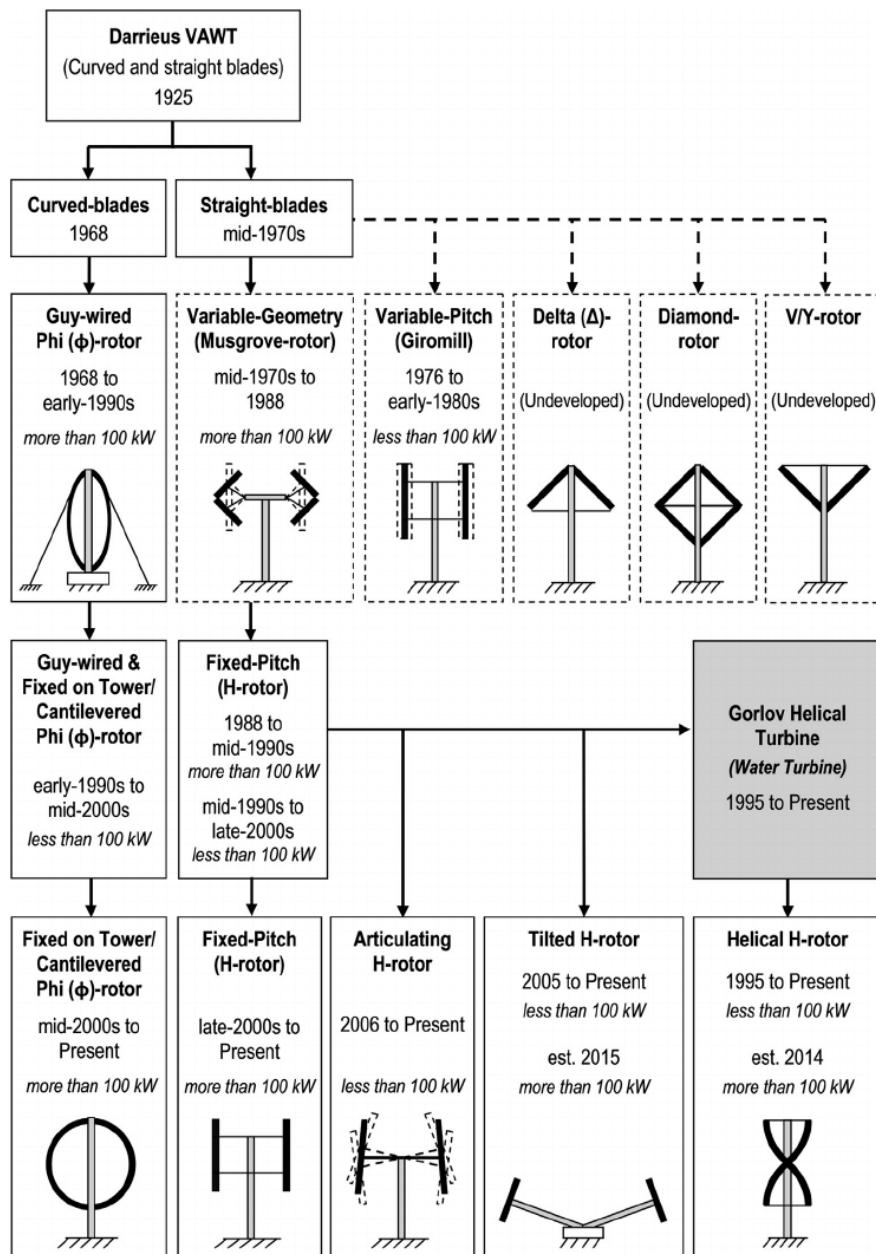 Darrieus VAWT
(Curved and straight blades)
1925
Curved-blades
1968
Straight-blades
mid-1970s
Guy-wired
Phi (ϕ)-rotor
1968 to
early-1990s
more than 100 kW
Variable-Geometry
(Musgrove-rotor)
mid-1970s to
1988
more than 100 kW
Variable-Pitch
(Giromill)
1976 to
early-1980s
less than 100 kW
Delta (Δ)-
rotor
(Undeveloped)
Diamond-
rotor
(Undeveloped)
V/Y-rotor
(Undeveloped)
Guy-wired &
Fixed on Tower/
Cantilevered
Phi (ϕ)-rotor
early-1990s to
mid-2000s
less than 100 kW
Fixed-Pitch
(H-rotor)
1988 to
mid-1990s
more than 100 kW
mid-1990s to
late-2000s
less than 100 kW
Gorlov Helical
Turbine
(Water Turbine)
1995 to Present
Fixed on Tower/
Cantilevered
Phi (ϕ)-rotor
mid-2000s to
Present
more than 100 kW
Fixed-Pitch
(H-rotor)
late-2000s to
Present
more than 100 kW
Articulating
H-rotor
2006 to Present
less than 100 kW
Tilted H-rotor
2005 to Present
less than 100 kW
est. 2015
more than 100 kW
Helical H-rotor
1995 to Present
less than 100 kW
est. 2014
more than 100 kW